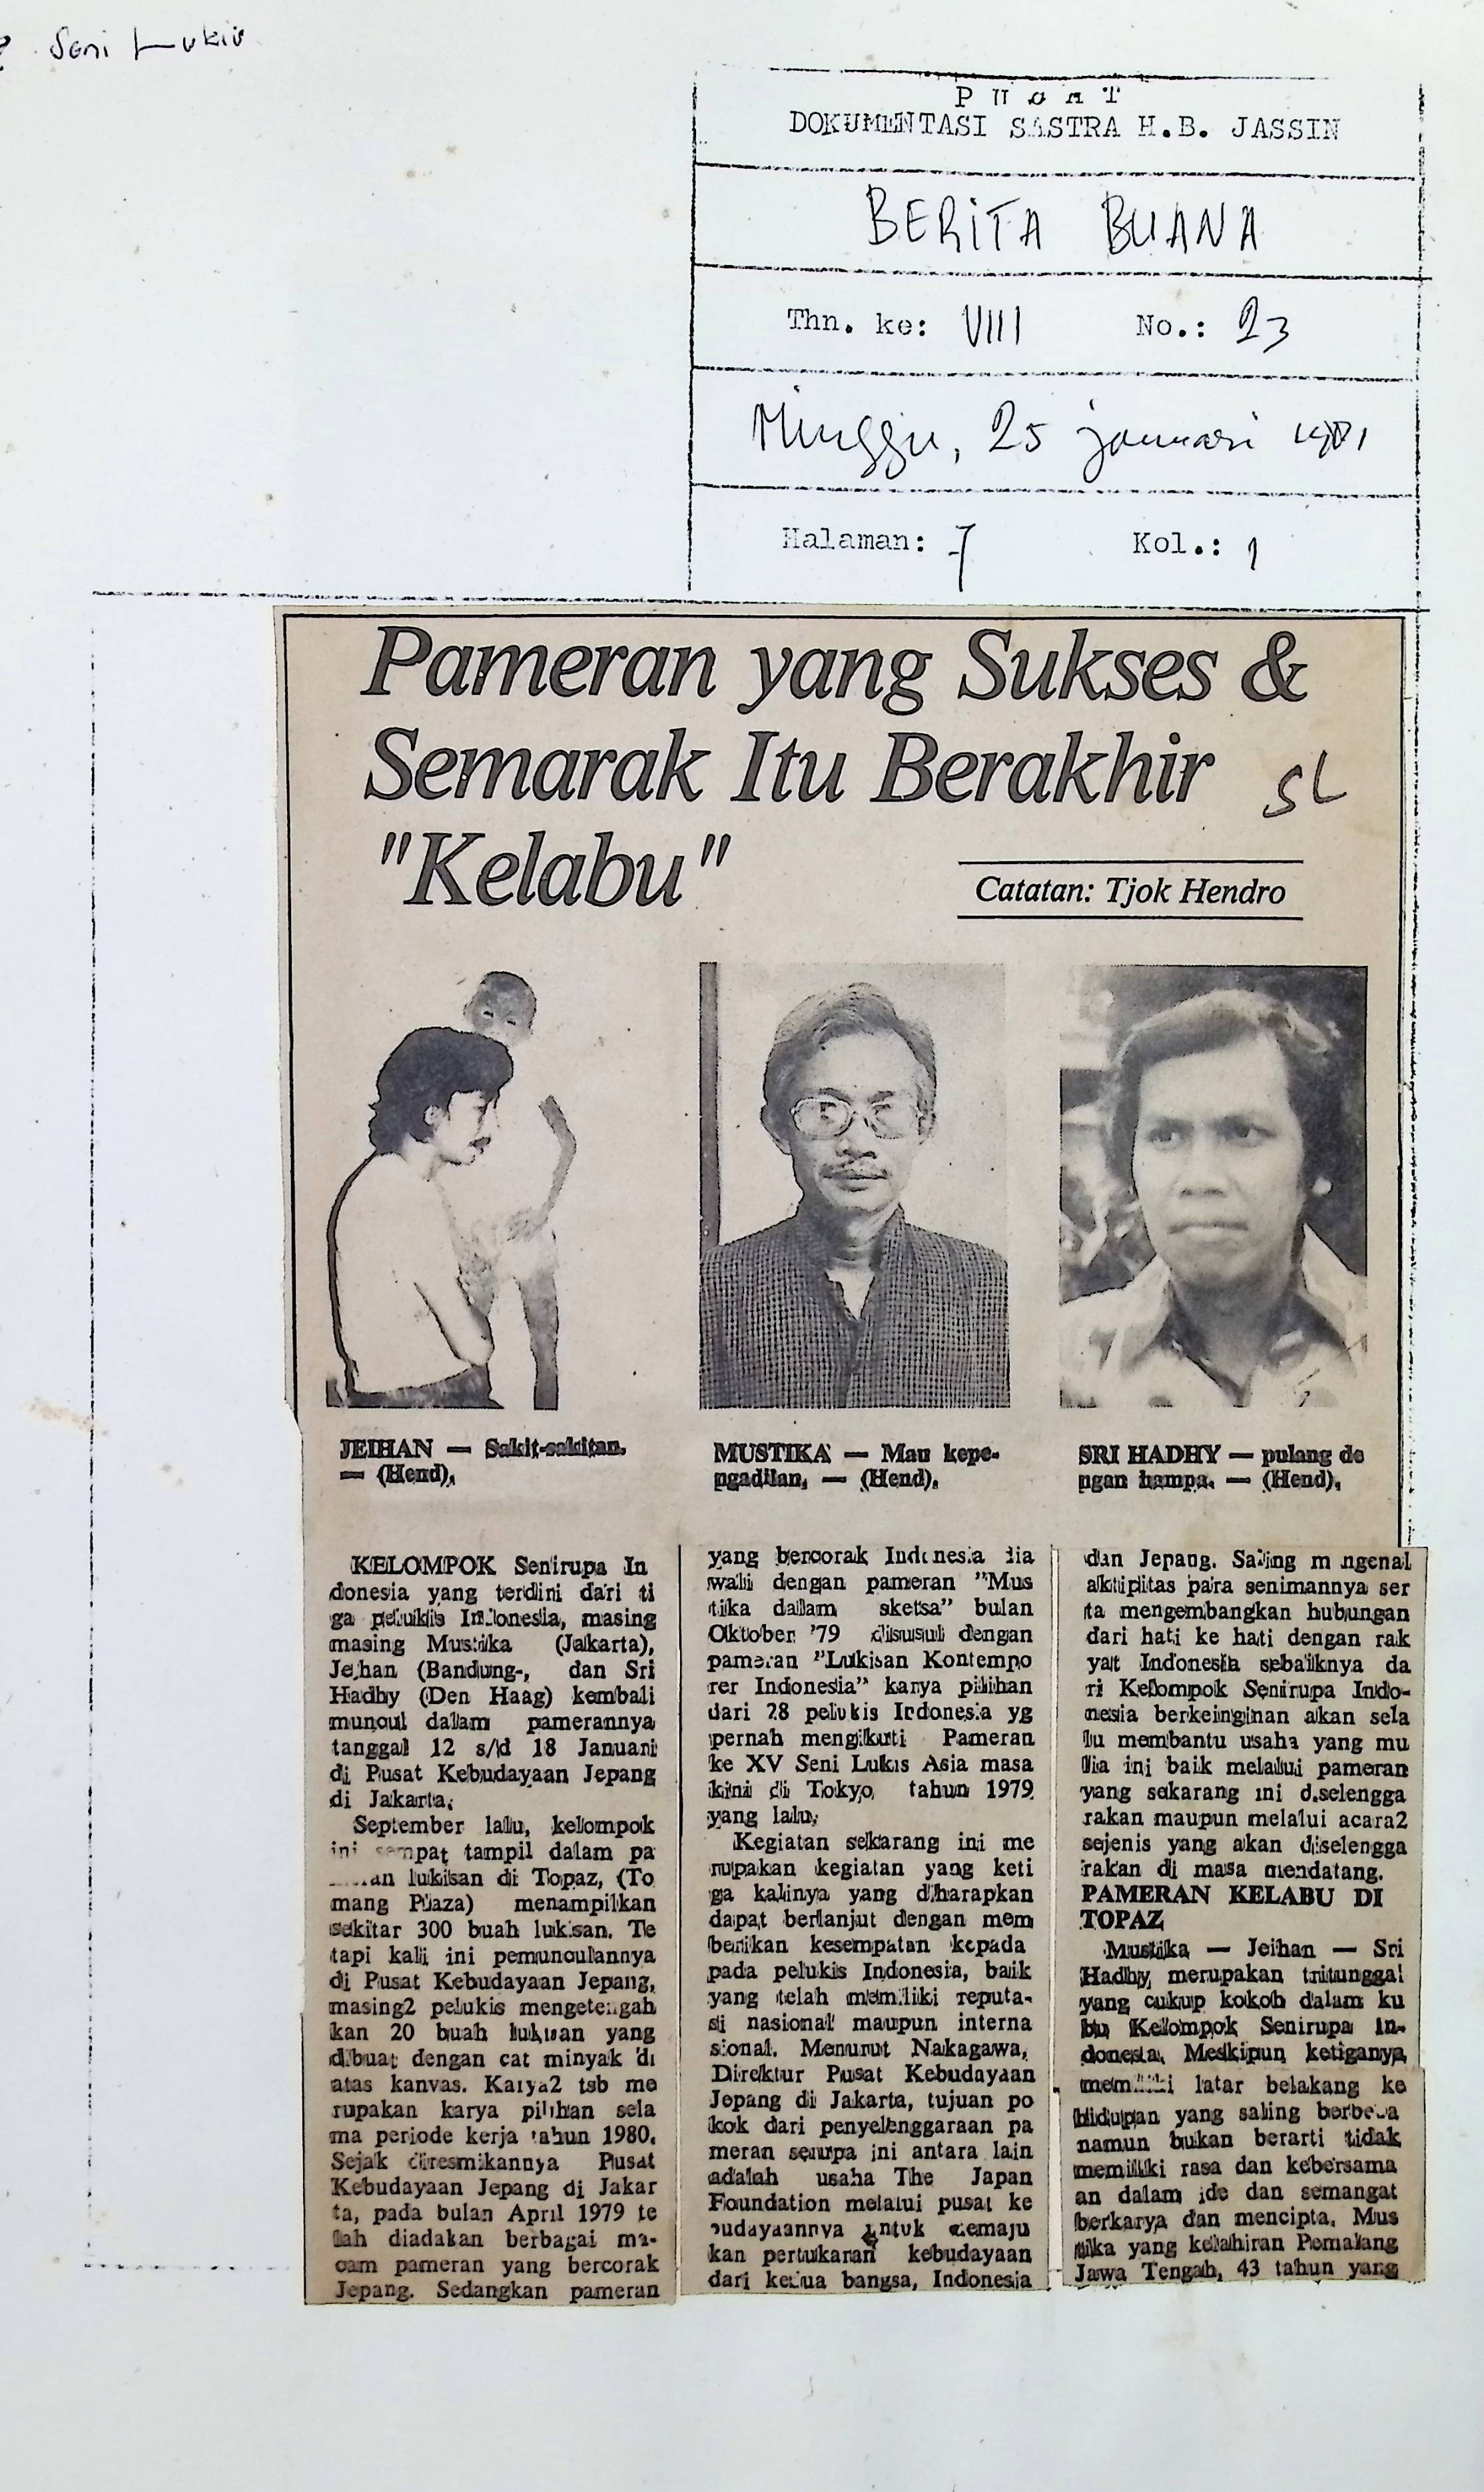 Seni Lukis
PUSAT
DOKUMENTASI SASTRA H.B. JASSIN
BERITA BUANA
Thn. ke: VIII No.: 23
Minggu, 25 januari 1981
Halaman: 7 Kol.: 1
Pameran yang Sukses &
Semarak Itu Berakhir
SL
"Kelabu"
Catatan: Tjok Hendro
JEIHAN — Sakit-sakitan.
— (Hend),
MUSTIKA — Mau kepe-
ngadilan, — (Hend),
SRI HADHY — pulang de
ngan hampa. — (Hend),
KELOMPOK Senirupa In
donesia yang terdiri dari ti
ga pelukis Indonesia, masing
masing Mustika (Jakarta),
Jeihan (Bandung-, dan Sri
Hadhy (Den Haag) kembali
muncul dalam pamerannya
tanggal 12 s/d 18 Januari
di Pusat Kebudayaan Jepang
di Jakarta.
September lalu, kelompok
ini sempat tampil dalam pa
meran lukisan di Topaz, (To
mang Plaza) menampilkan
sekitar 300 buah lukisan. Te
tapi kali ini pemunculannya
di Pusat Kebudayaan Jepang,
masing2 pelukis mengetengah
kan 20 buah lukisan yang
dibuat dengan cat minyak di
atas kanvas. Karya2 tsb me
rupakan karya pilihan sela
ma periode kerja tahun 1980.
Sejak diresmikannya Pusat
Kebudayaan Jepang di Jakar
ta, pada bulan April 1979 te
lah diadakan berbagai ma-
cam pameran yang bercorak
Jepang. Sedangkan pameran
yang bercorak Indonesia dia
wali dengan pameran "Mus
tika dalam sketsa" bulan
Oktober '79 disusuli dengan
pameran "Lukisan Kontempo
rer Indonesia" karya pilihan
dari 28 pelukis Indonesia yg
pernah mengikuti Pameran
ke XV Seni Lukis Asia masa
kini di Tokyo, tahun 1979
yang lalu,
Kegiatan sekarang ini me
rupakan kegiatan yang keti
ga kalinya yang diharapkan
dapat berlanjut dengan mem
berikan kesempatan kepada
pada pelukis Indonesia, baik
yang telah memiliki reputa-
si nasional maupun interna
sional. Menurut Nakagawa,
Direktur Pusat Kebudayaan
Jepang di Jakarta, tujuan po
kok dari penyelenggaraan pa
meran serupa ini antara lain
adalah usaha The Japan
Foundation melalui pusat ke
budayaannya untuk memaju
kan pertukaran kebudayaan
dari kedua bangsa, Indonesia
dan Jepang. Saling mengenal
aktipitas para senimannya ser
ta mengembangkan hubungan
dari hati ke hati dengan rak
yat Indonesia sebaiknya da
ri Kelompok Senirupa Indo-
nesia berkeinginan akan sela
lu membantu usaha yang mu
lia ini baik melalui pameran
yang sekarang ini diselengga
rakan maupun melalui acara2
sejenis yang akan diselengga
rakan di masa mendatang.
PAMERAN KELABU DI
TOPAZ
Mustika — Jeihan — Sri
Hadhy, merupakan tritunggal
yang cukup kokoh dalam ku
bu Kelompok Senirupa In-
donesia. Meskipun ketiganya
memiliki latar belakang ke
hidupan yang saling berbeda
namun bukan berarti tidak
memiliki rasa dan kebersama
an dalam ide dan semangat
berkarya dan mencipta. Mus
tika yang kelahiran Pemalang
Jawa Tengah, 43 tahun yang